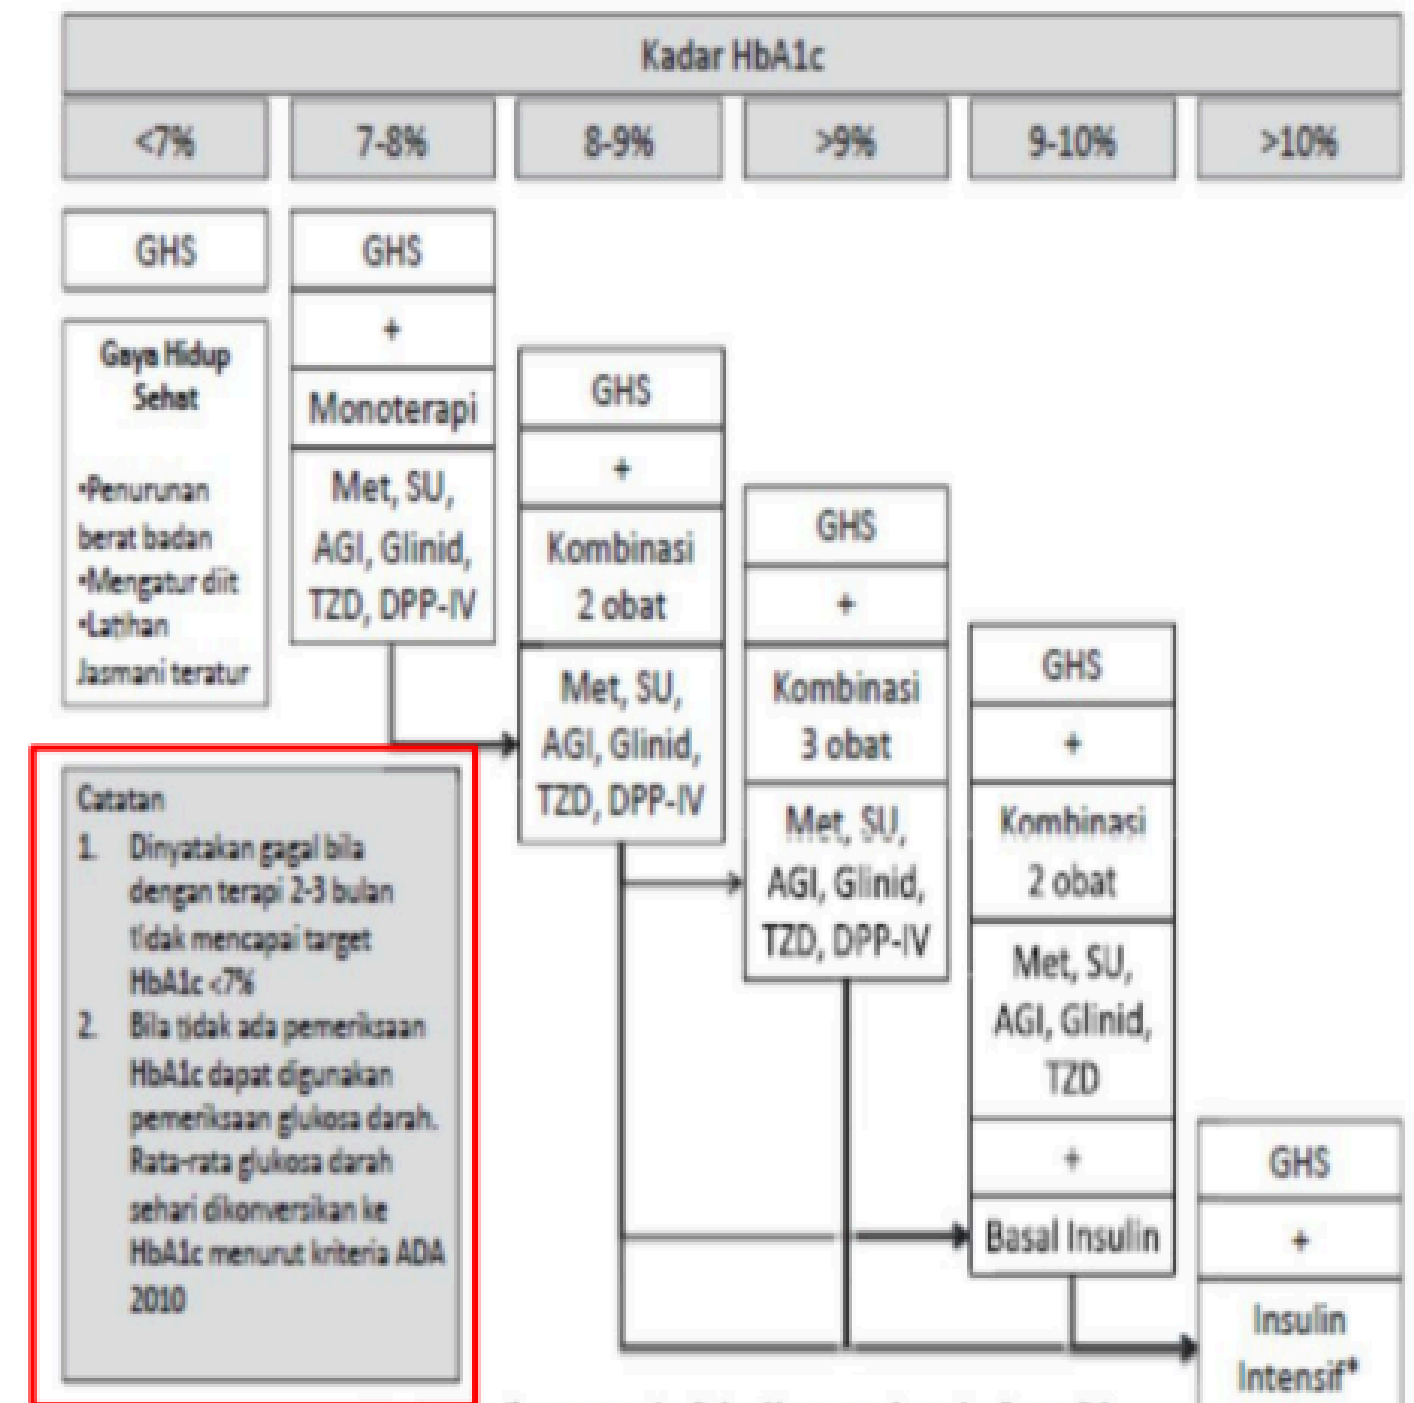 Kadar HbA1c
<7%
7-8%
8-9%
>9%
9-10%
>10%
GHS
Gaya Hidup
Sehat
•Penurunan
berat badan
•Mengatur diit
•Latihan
Jasmani teratur
GHS
+
Monoterapi
Met, SU,
AGI, Glinid,
TZD, DPP-IV
GHS
+
Kombinasi
2 obat
Met, SU,
AGI, Glinid,
TZD, DPP-IV
GHS
+
Kombinasi
3 obat
Met, SU,
AGI, Glinid,
TZD, DPP-IV
GHS
+
Kombinasi
2 obat
Met, SU,
AGI, Glinid,
TZD
+
Basal Insulin
GHS
+
Insulin
Intensif*
Catatan
1. Dinyatakan gagal bila
dengan terapi 2-3 bulan
tidak mencapai target
HbA1c <7%
2. Bila tidak ada pemeriksaan
HbA1c dapat digunakan
pemeriksaan glukosa darah.
Rata-rata glukosa darah
sehari dikonversikan ke
HbA1c menurut kriteria ADA
2010